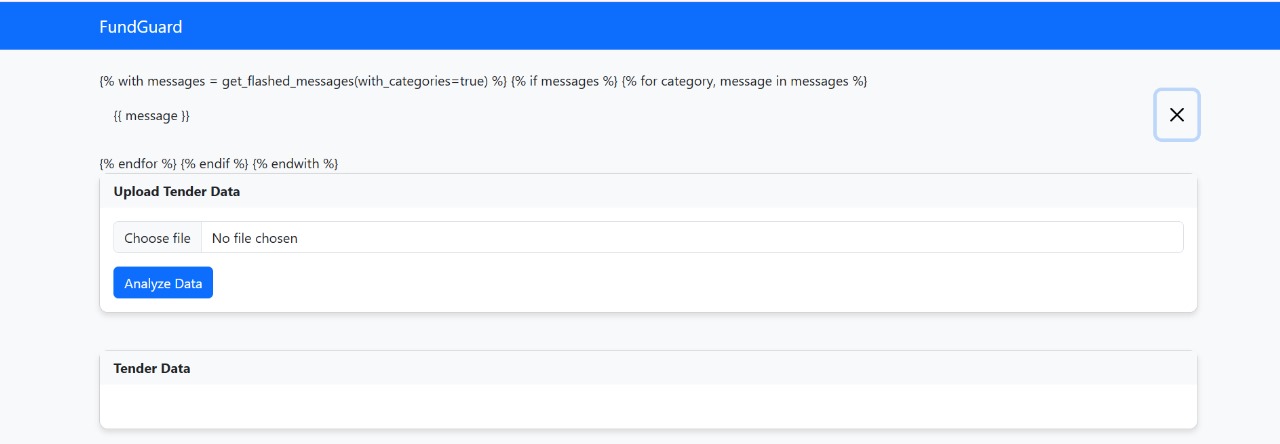 FundGuard
{% with messages = get_flashed_messages(with_categories=true) %} {% if messages %} {% for category, message in messages %}
{{ message }}
{% endfor %} {% endif %} {% endwith %}
Upload Tender Data
Choose file No file chosen
Analyze Data
Tender Data